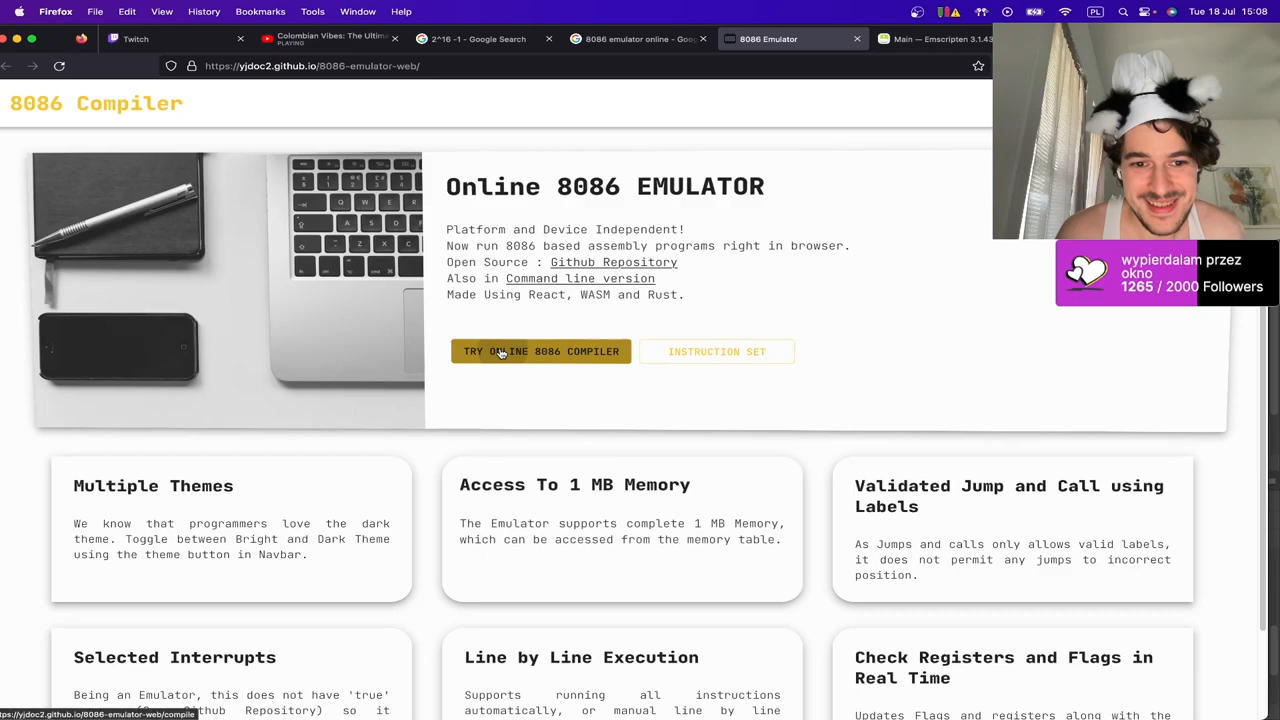 Firefox File Edit View History Bookmarks Tools Window Help PL Tue 18 Jul 15:08
Twitch
Colombian Vibes: The Ultima
PLAYING
2^16 -1 - Google Search
8086 emulator online - Goog
8086 Emulator
Main — Emscripten 3.1.43
https://yjdoc2.github.io/8086-emulator-web/
8086 Compiler
Online 8086 EMULATOR
Platform and Device Independent!
Now run 8086 based assembly programs right in browser.
Open Source : Github Repository
Also in Command line version
Made Using React, WASM and Rust.
TRY ONLINE 8086 COMPILER
INSTRUCTION SET
wypierdalam przez
okno
1265 / 2000 Followers
Multiple Themes
We know that programmers love the dark
theme. Toggle between Bright and Dark Theme
using the theme button in Navbar.
Access To 1 MB Memory
The Emulator supports complete 1 MB Memory,
which can be accessed from the memory table.
Validated Jump and Call using
Labels
As Jumps and calls only allows valid labels,
it does not permit any jumps to incorrect
position.
Selected Interrupts
Being an Emulator, this does not have 'true'
Github Repository) so it
Line by Line Execution
Supports running all instructions
automatically, or manual line by line
Check Registers and Flags in
Real Time
Updates Flags and registers along with the
ttps://yjdoc2.github.io/8086-emulator-web/compile